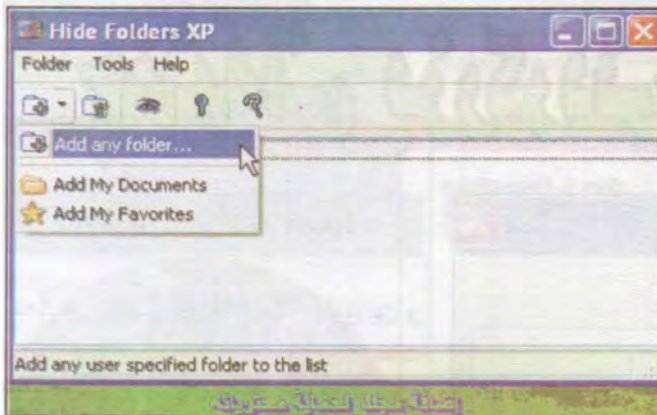 Hide Folders XP
Folder Tools Help
Add any folder...
Add My Documents
Add My Favorites
Add any user specified folder to the list